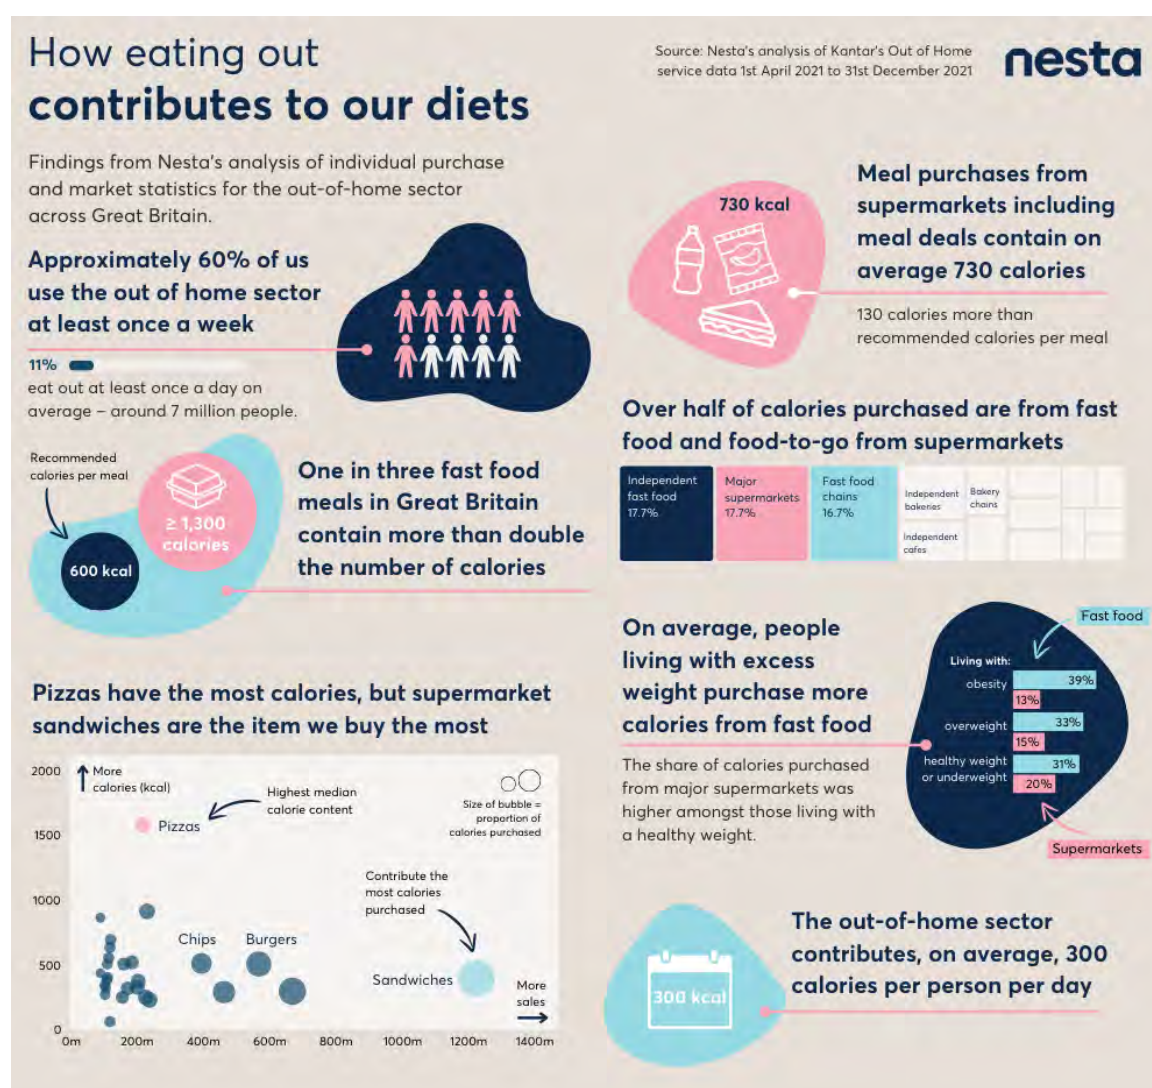 How eating out
contributes to our diets
Source: Nesta's analysis of Kantar's Out of Home
service data 1st April 2021 to 31st December 2021
nesta
Findings from Nesta's analysis of individual purchase
and market statistics for the out-of-home sector
across Great Britain.
Approximately 60% of us
use the out of home sector
at least once a week
11%
eat out at least once a day on
average – around 7 million people.
730 kcal
Meal purchases from
supermarkets including
meal deals contain on
average 730 calories
130 calories more than
recommended calories per meal
Recommended
calories per meal
≥ 1,300
calories
600 kcal
One in three fast food
meals in Great Britain
contain more than double
the number of calories
Over half of calories purchased are from fast
food and food-to-go from supermarkets
Independent
fast food
17.7%
Major
supermarkets
17.7%
Fast food
chains
16.7%
Independent
bakeries
Bakery
chains
Independent
cafes
On average, people
living with excess
weight purchase more
calories from fast food
The share of calories purchased
from major supermarkets was
higher amongst those living with
a healthy weight.
Fast food
Living with:
obesity
39%
13%
overweight
33%
15%
healthy weight
or underweight
31%
20%
Supermarkets
Pizzas have the most calories, but supermarket
sandwiches are the item we buy the most
2000
1500
1000
500
0
More
calories (kcal)
Highest median
calorie content
Pizzas
Size of bubble =
proportion of
calories purchased
Contribute the
most calories
purchased
Chips
Burgers
Sandwiches
More
sales
0m
200m
400m
600m
800m
1000m
1200m
1400m
300 kcal
The out-of-home sector
contributes, on average, 300
calories per person per day